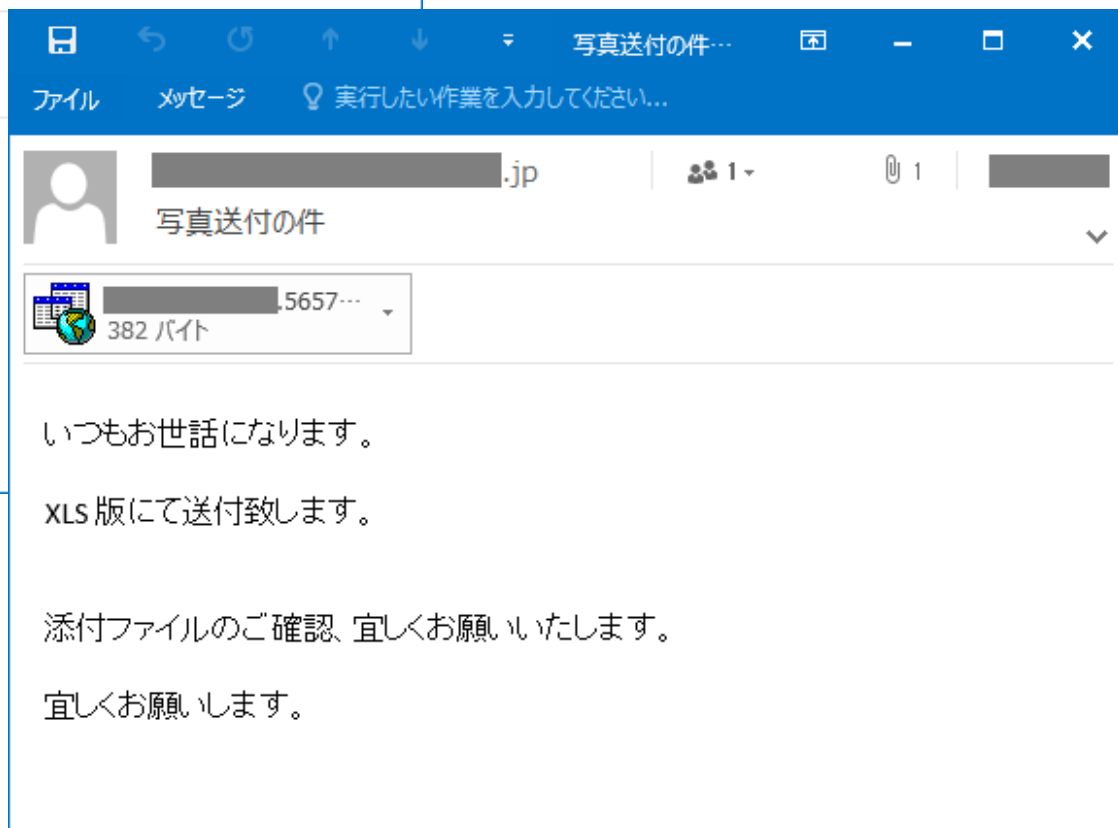 写真送付の件…
ファイル メッセージ 実行したい作業を入力してください...
.jp 1 1
写真送付の件
.5657…
382 バイト
いつもお世話になります。
XLS 版にて送付致します。
添付ファイルのご確認、宜しくお願いいたします。
宜しくお願いします。